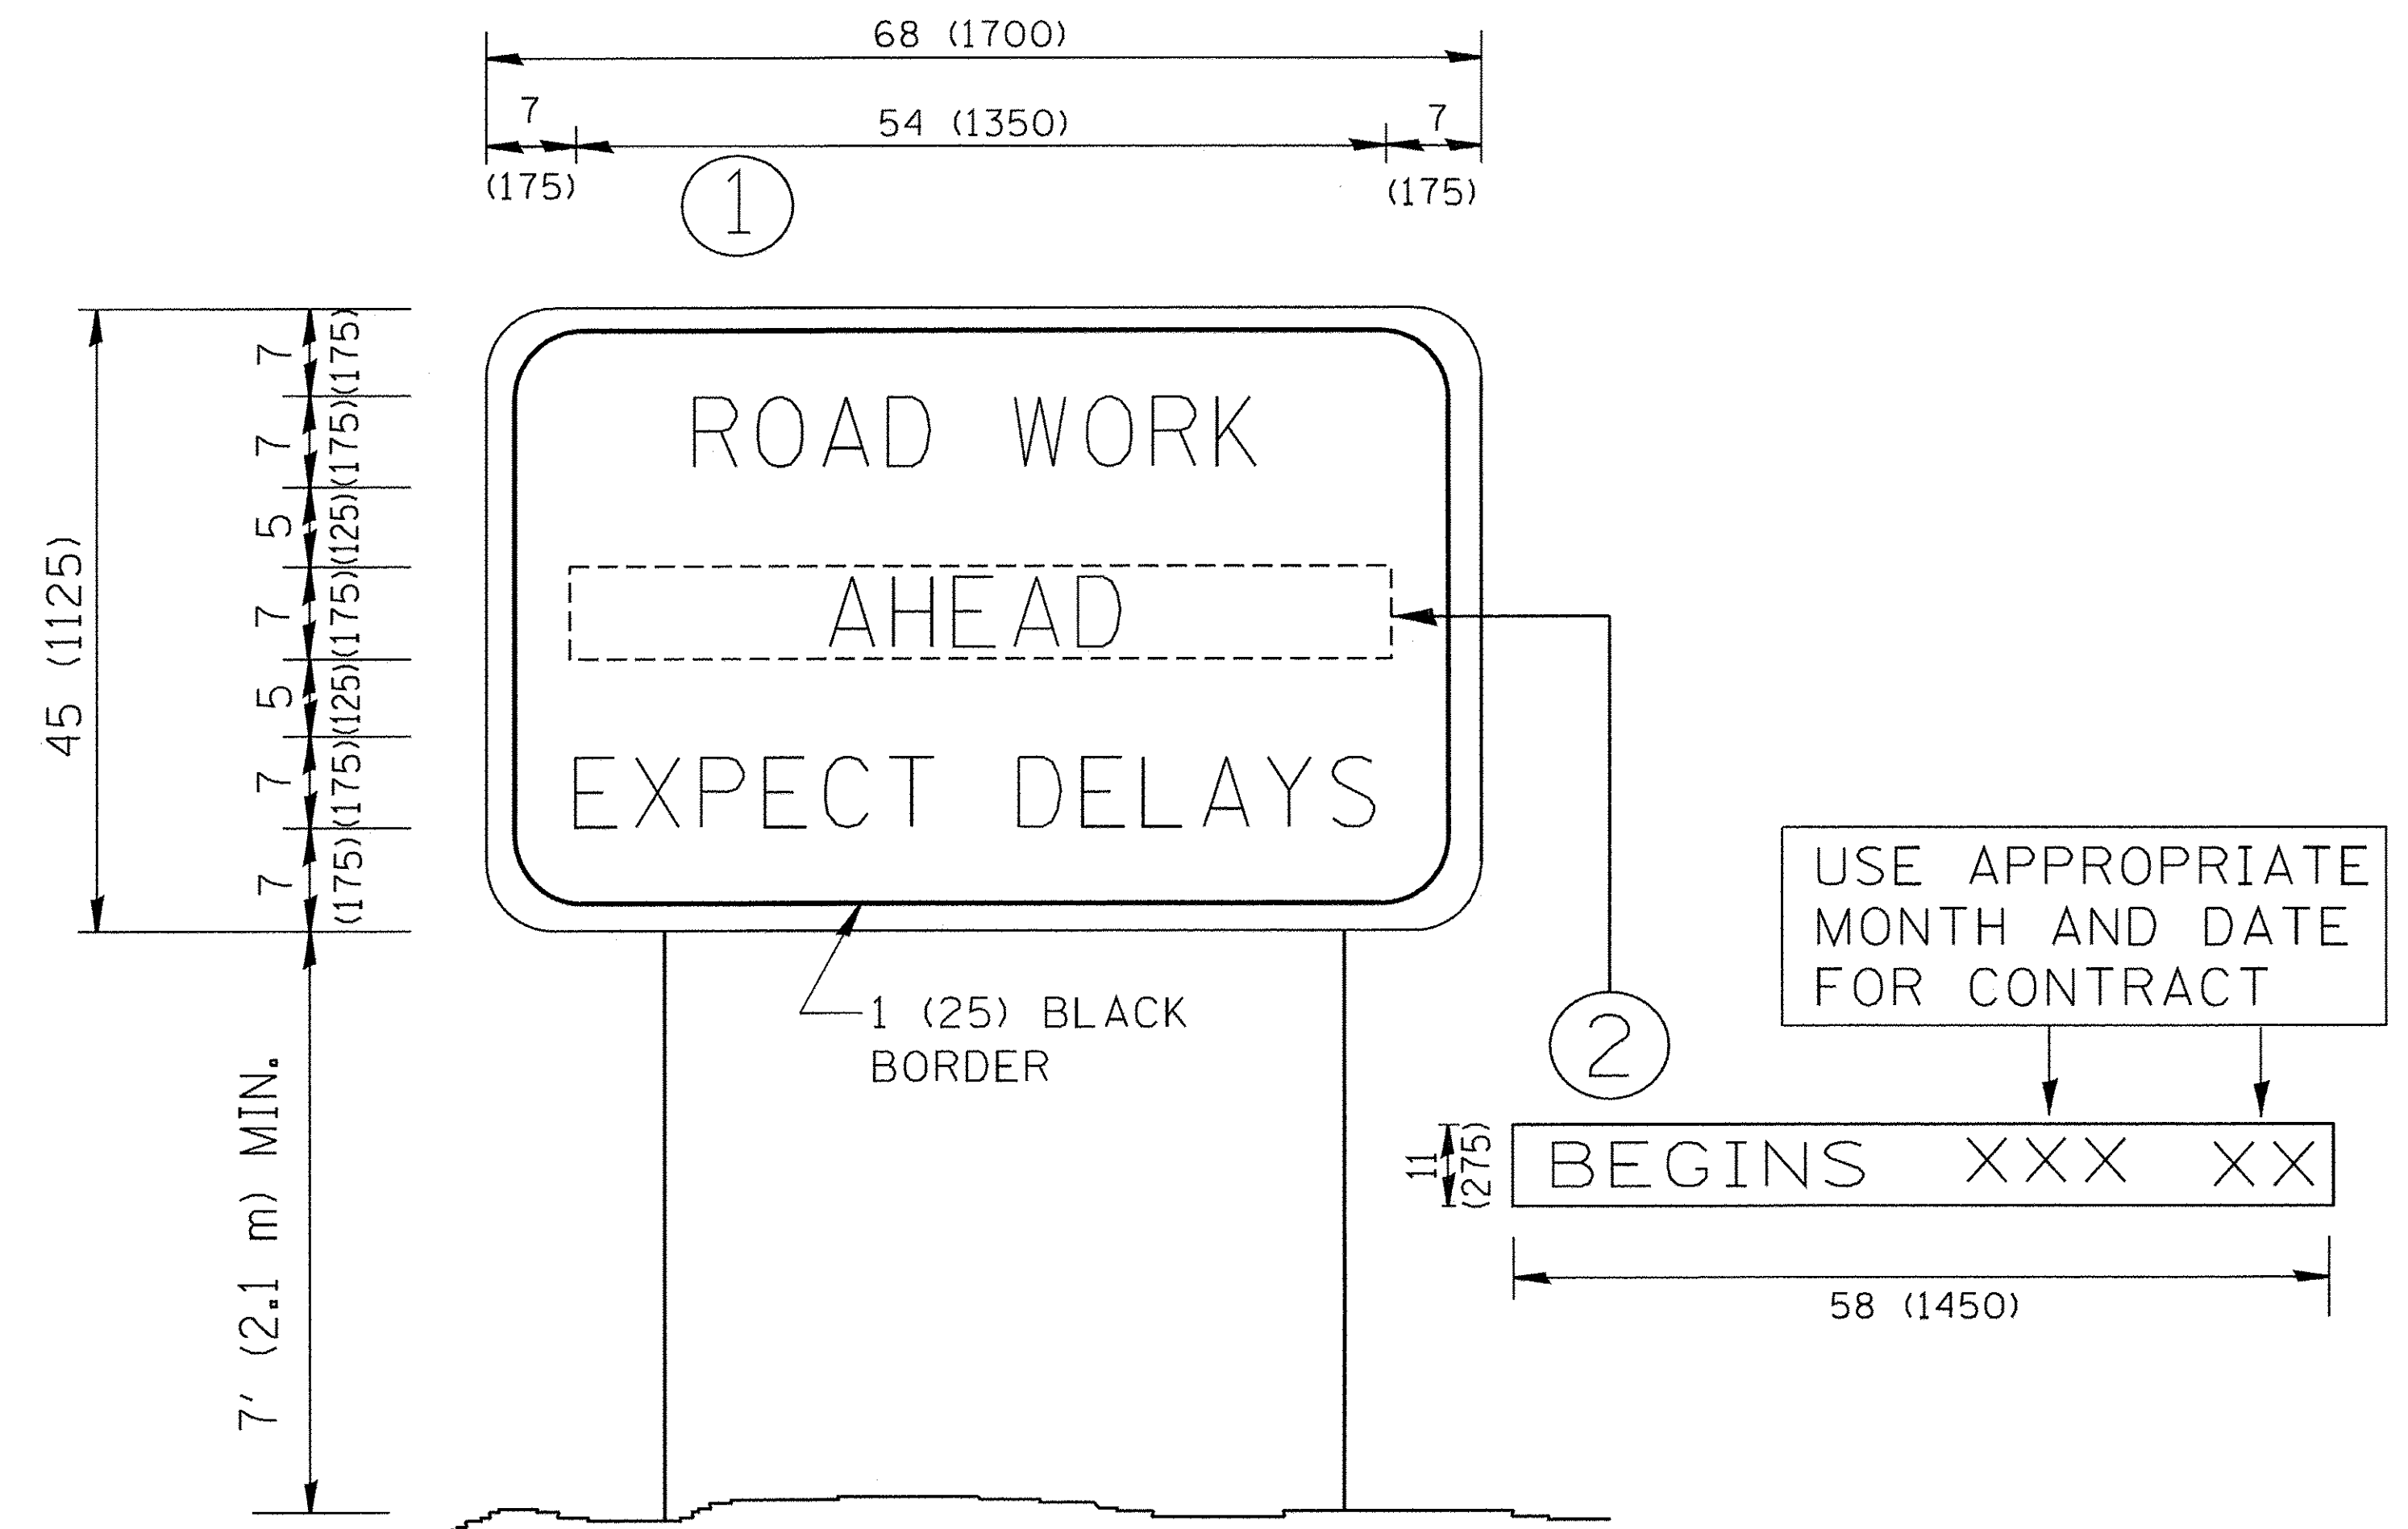 68 (1700)
7
54 (1350)
7
(175)
(175)
1
45 (1125)
7
(175)
7
(175)
5
(125)
7
(175)
5
(125)
7
(175)
7
(175)
ROAD WORK
AHEAD
EXPECT DELAYS
1 (25) BLACK
BORDER
7' (2.1 m) MIN.
2
USE APPROPRIATE
MONTH AND DATE
FOR CONTRACT
11
(275)
BEGINS XXX XX
58 (1450)